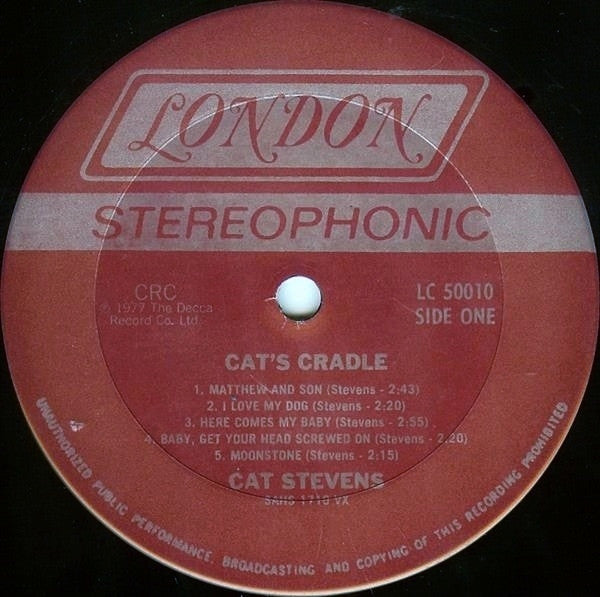 LONDON
STEREOPHONIC
CRC
℗ 1977 The Decca
Record Co. Ltd.
LC 50010
SIDE ONE
CAT'S CRADLE
1. MATTHEW AND SON (Stevens - 2:43)
2. I LOVE MY DOG (Stevens - 2:20)
3. HERE COMES MY BABY (Stevens - 2:55)
4. BABY, GET YOUR HEAD SCREWED ON (Stevens - 2:20)
5. MOONSTONE (Stevens - 2:15)
CAT STEVENS
SAHS 1710 VX
UNAUTHORIZED PUBLIC PERFORMANCE, BROADCASTING AND COPYING OF THIS RECORDING PROHIBITED